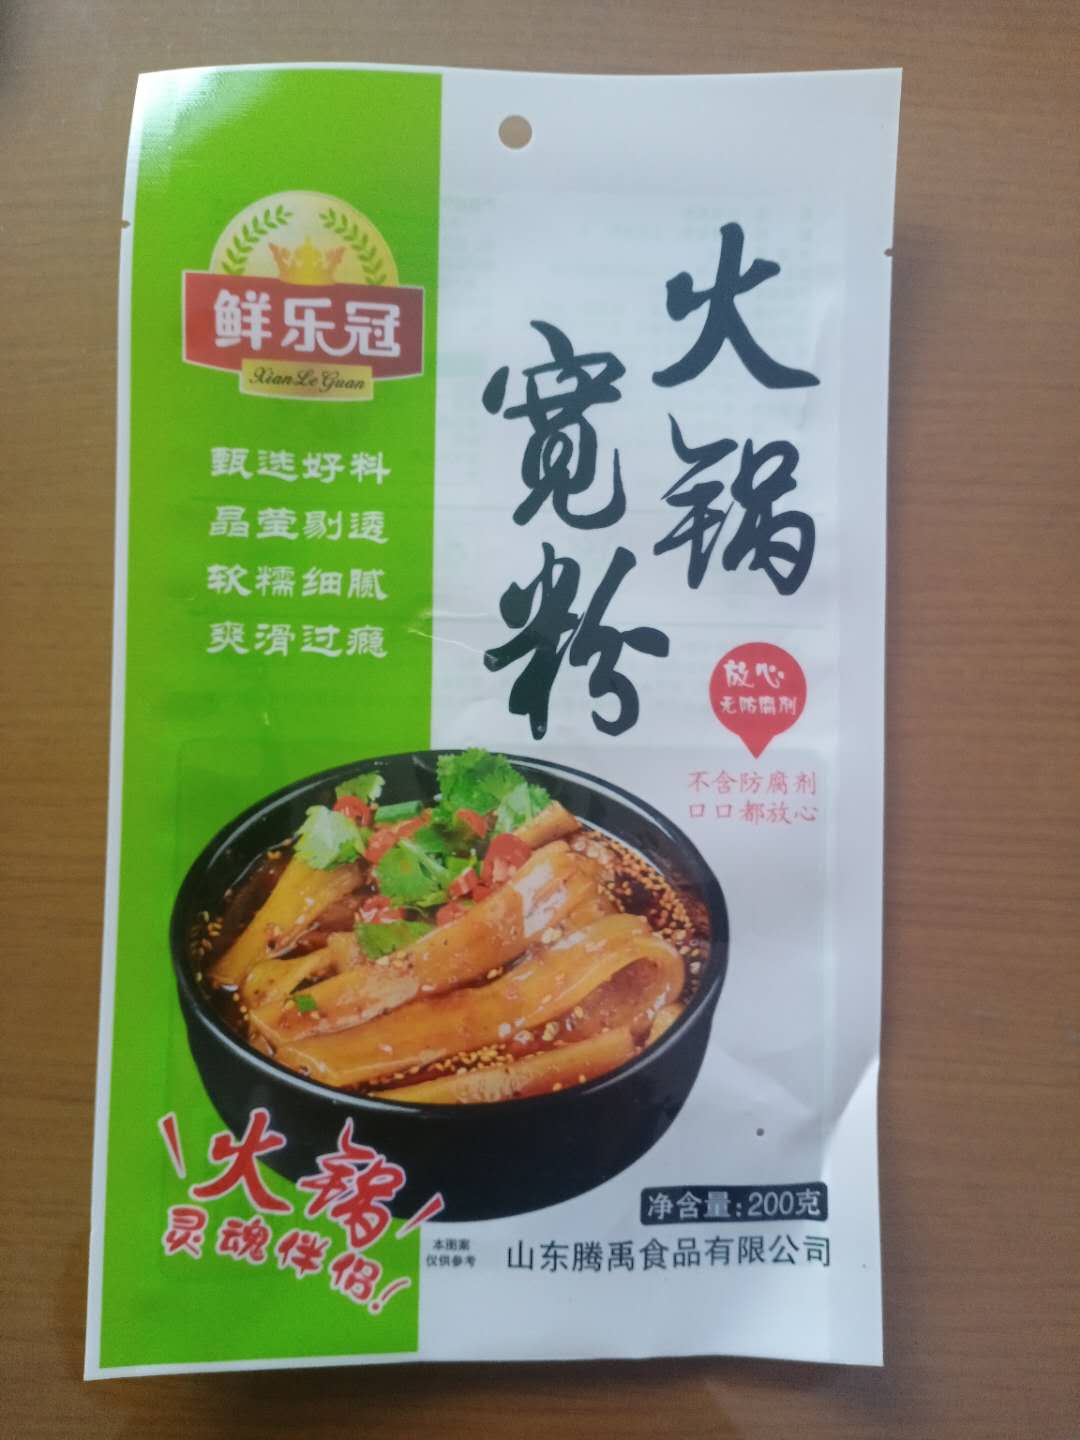 鲜乐冠
Xian Le Guan
甄选好料
晶莹剔透
软糯细腻
爽滑过瘾
火锅
宽粉
放心
无防腐剂
不含防腐剂
口口都放心
火锅
灵魂伴侣!
本图案
仅供参考
净含量:200克
山东腾禹食品有限公司